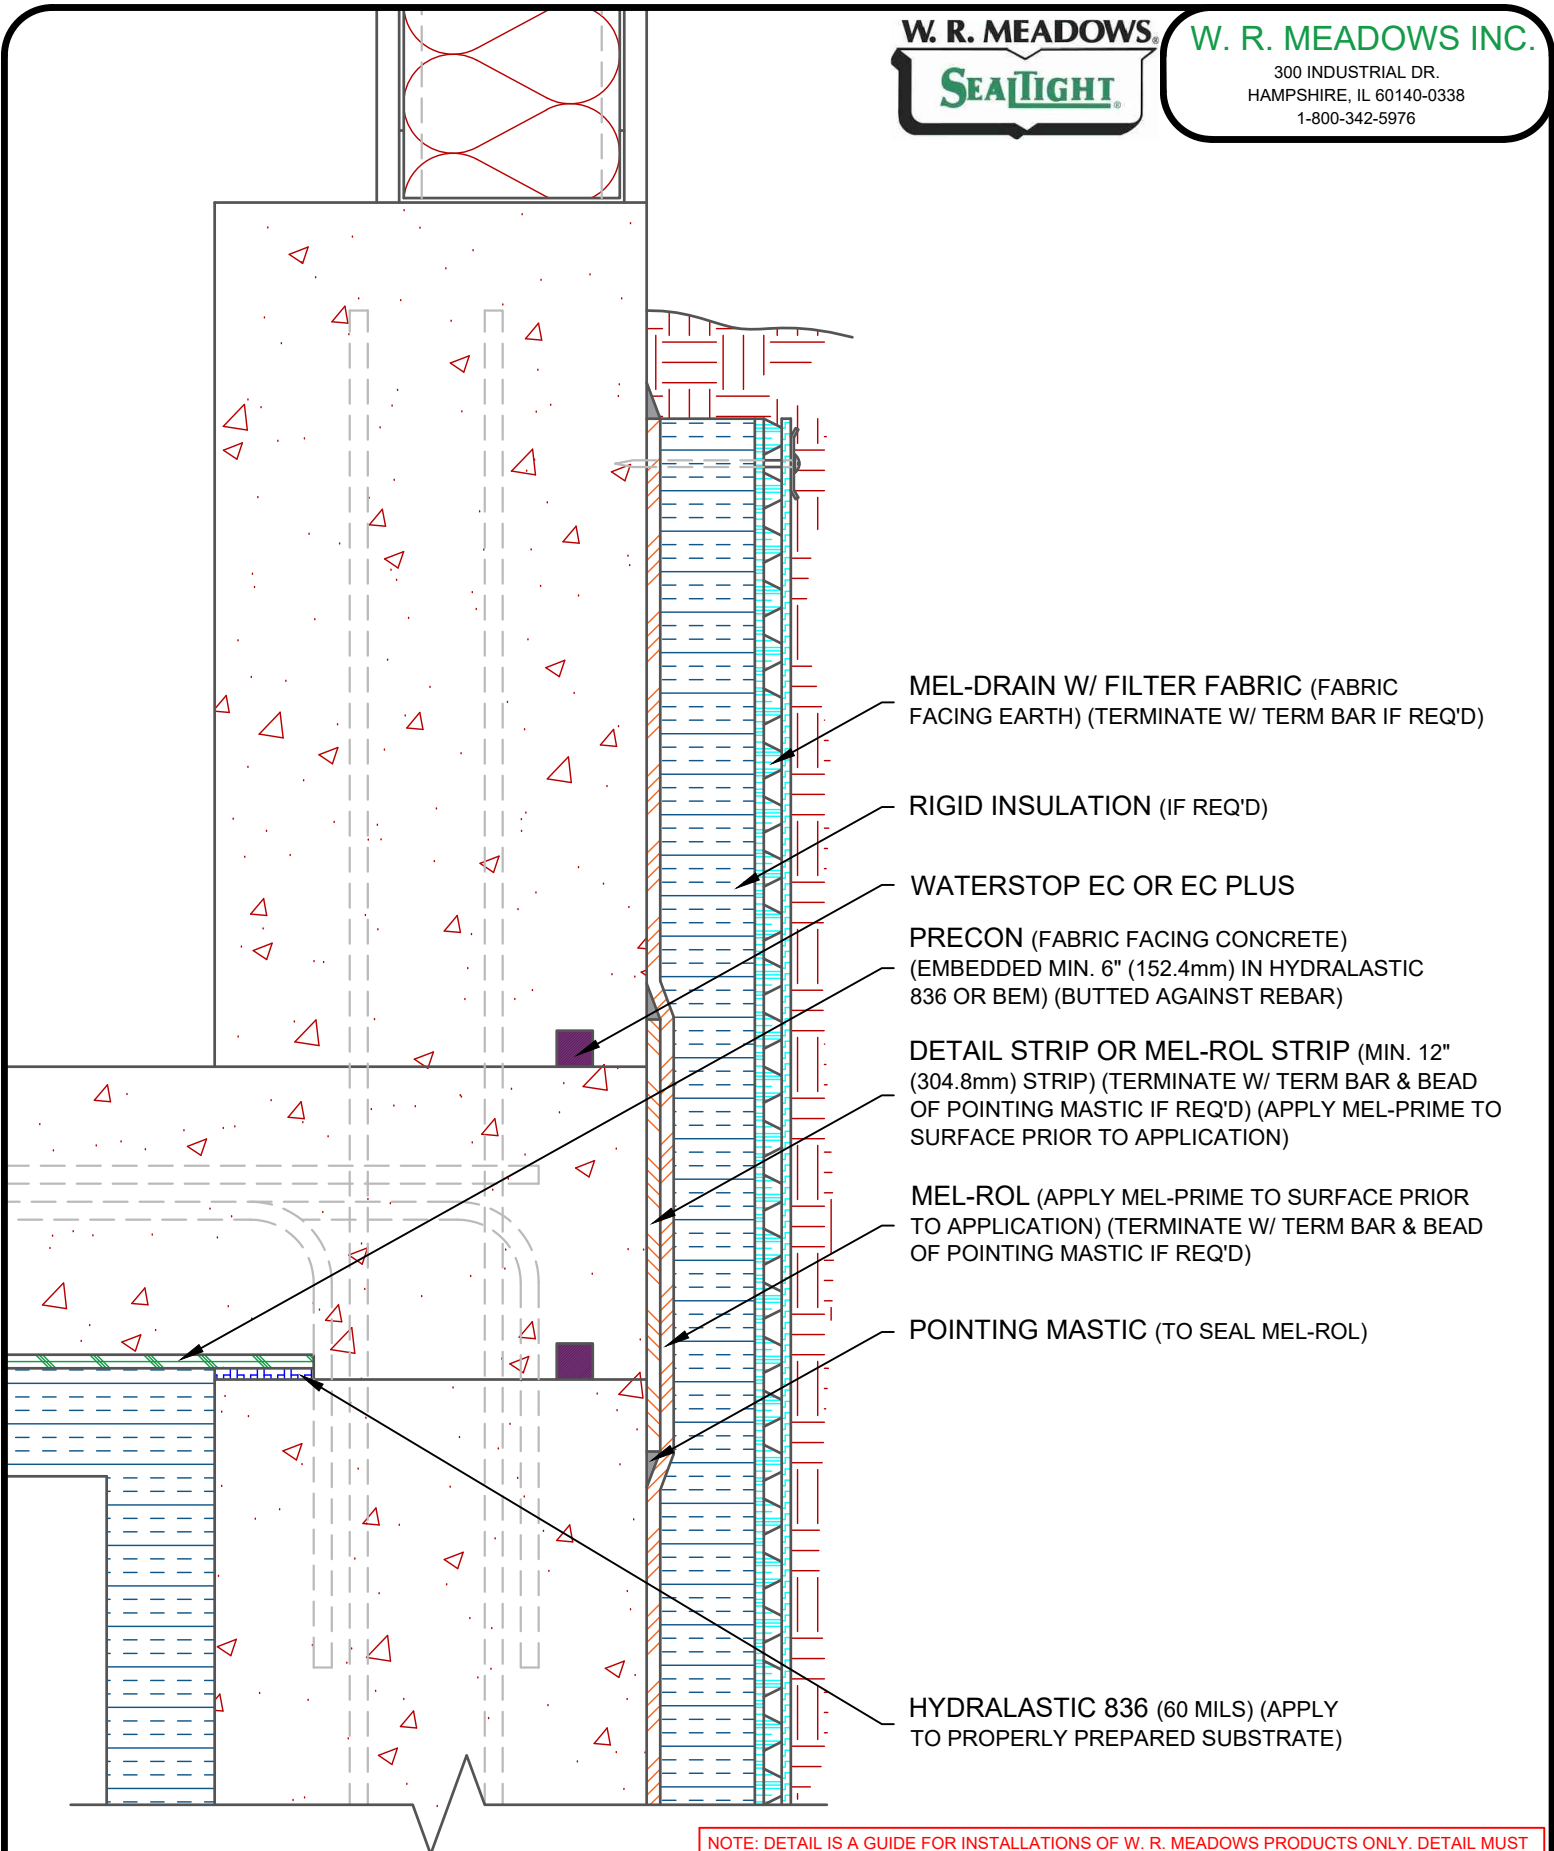 W. R. MEADOWS®
SEALTIGHT®
W. R. MEADOWS INC.
300 INDUSTRIAL DR.
HAMPSHIRE, IL 60140-0338
1-800-342-5976
MEL-DRAIN W/ FILTER FABRIC (FABRIC
FACING EARTH) (TERMINATE W/ TERM BAR IF REQ'D)
RIGID INSULATION (IF REQ'D)
WATERSTOP EC OR EC PLUS
PRECON (FABRIC FACING CONCRETE)
(EMBEDDED MIN. 6" (152.4mm) IN HYDRALASTIC
836 OR BEM) (BUTTED AGAINST REBAR)
DETAIL STRIP OR MEL-ROL STRIP (MIN. 12"
(304.8mm) STRIP) (TERMINATE W/ TERM BAR & BEAD
OF POINTING MASTIC IF REQ'D) (APPLY MEL-PRIME TO
SURFACE PRIOR TO APPLICATION)
MEL-ROL (APPLY MEL-PRIME TO SURFACE PRIOR
TO APPLICATION) (TERMINATE W/ TERM BAR & BEAD
OF POINTING MASTIC IF REQ'D)
POINTING MASTIC (TO SEAL MEL-ROL)
HYDRALASTIC 836 (60 MILS) (APPLY
TO PROPERLY PREPARED SUBSTRATE)
NOTE: DETAIL IS A GUIDE FOR INSTALLATIONS OF W. R. MEADOWS PRODUCTS ONLY. DETAIL MUST